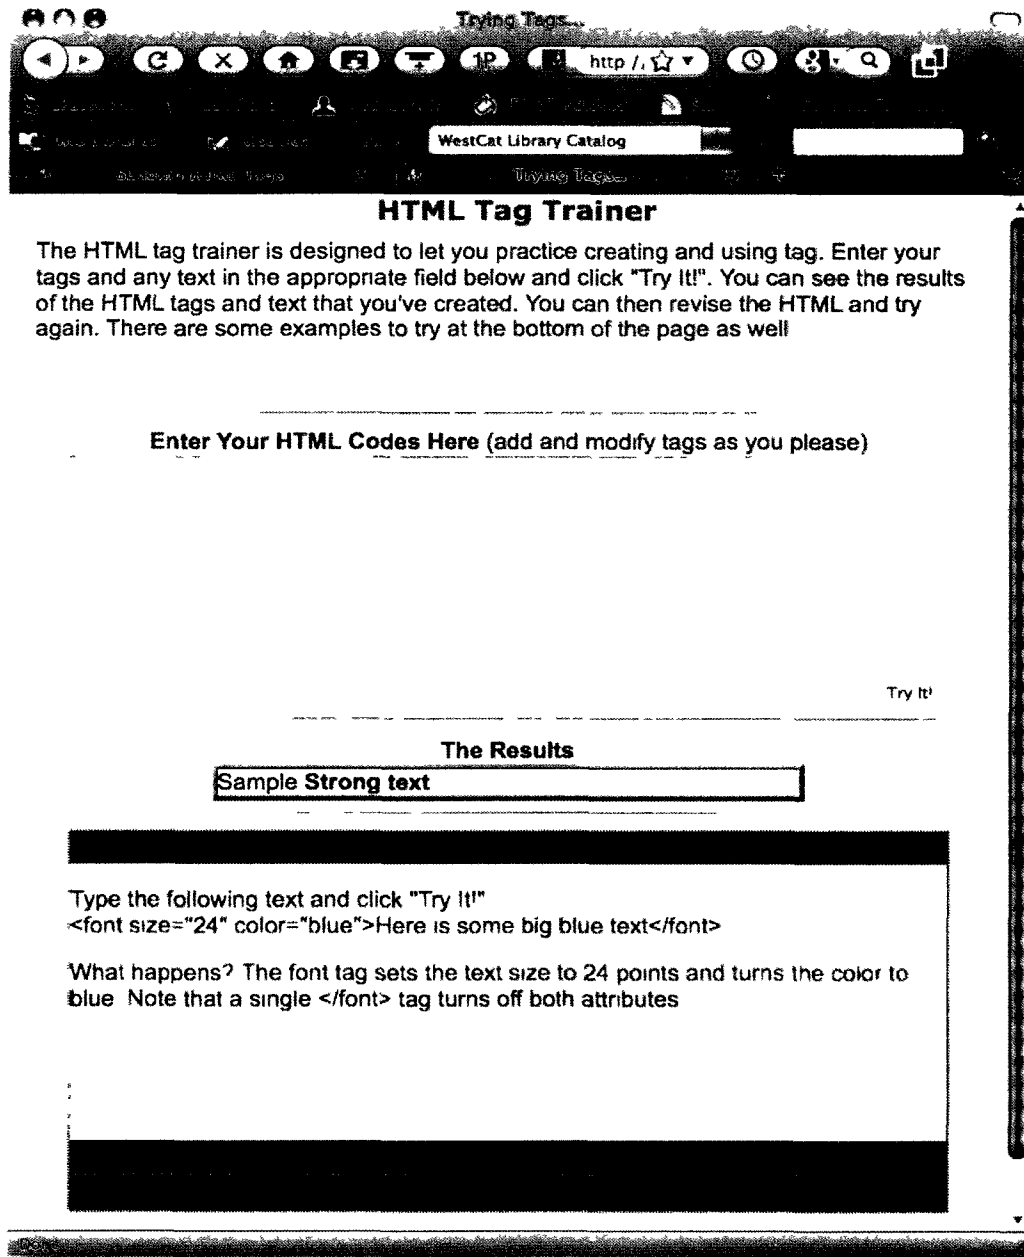 Trying Tags...
1P
http /,
WestCat Library Catalog
Trying Tags...
HTML Tag Trainer
The HTML tag trainer is designed to let you practice creating and using tag. Enter your
tags and any text in the appropriate field below and click "Try It!". You can see the results
of the HTML tags and text that you've created. You can then revise the HTML and try
again. There are some examples to try at the bottom of the page as well
Enter Your HTML Codes Here (add and modify tags as you please)
Try It!
The Results
Sample Strong text
Type the following text and click "Try It!"
<font size="24" color="blue">Here is some big blue text</font>
What happens? The font tag sets the text size to 24 points and turns the color to
blue Note that a single </font> tag turns off both attributes
Done